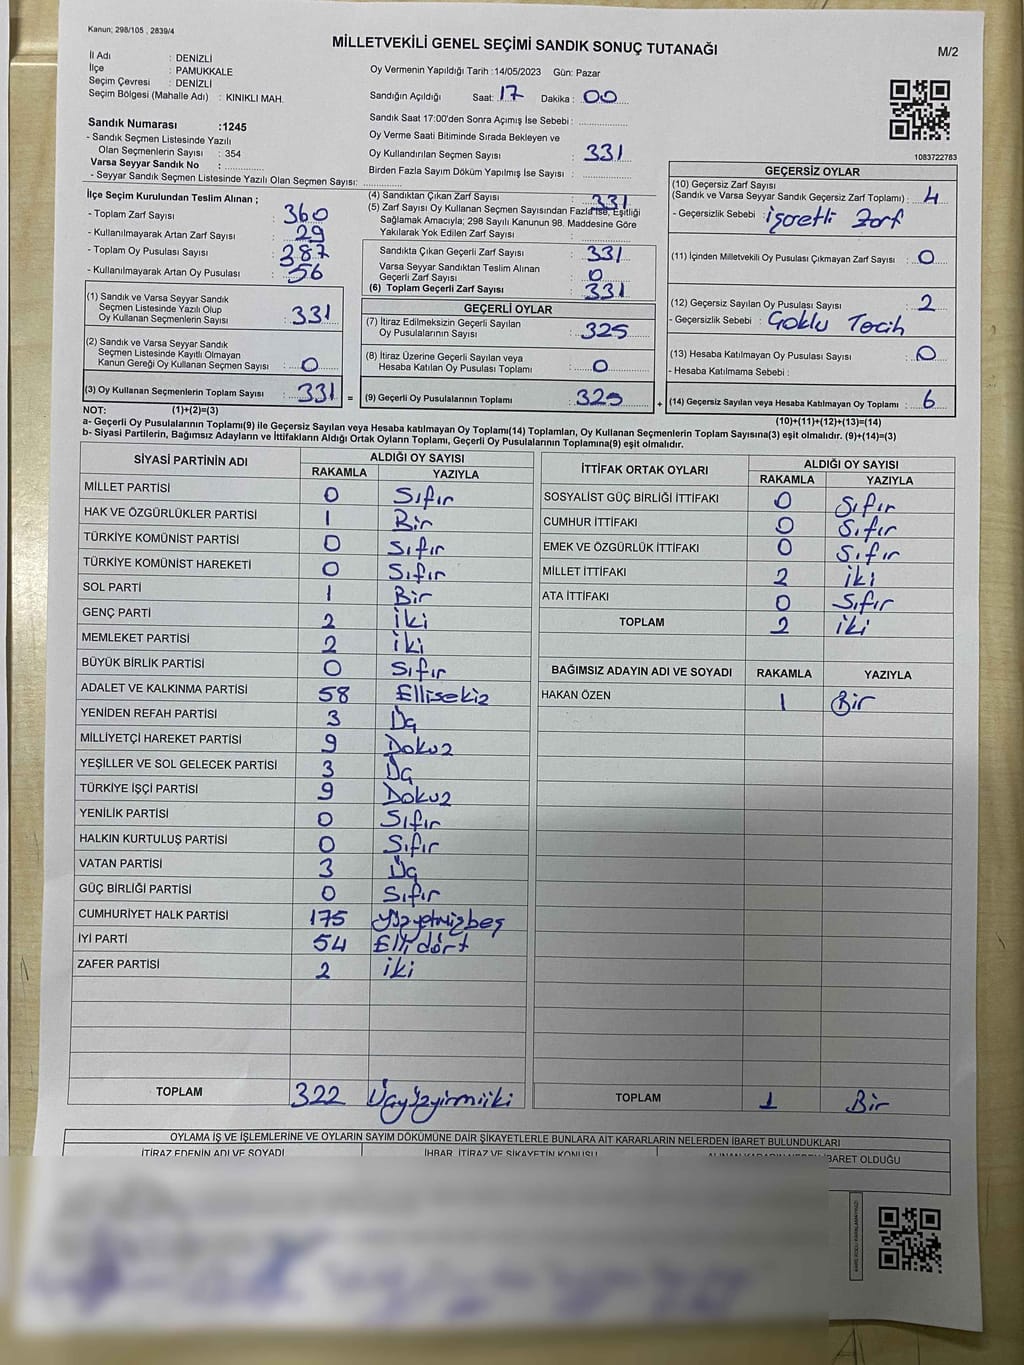 Kanun; 298/105 , 2839/4
MİLLETVEKİLİ GENEL SEÇİMİ SANDIK SONUÇ TUTANAĞI
M/2
İl Adı : DENİZLİ
İlçe : PAMUKKALE
Seçim Çevresi : DENİZLİ
Seçim Bölgesi (Mahalle Adı) : KINIKLI MAH.
Oy Vermenin Yapıldığı Tarih :14/05/2023 Gün: Pazar
Sandığın Açıldığı Saat: 17 Dakika : 00
Sandık Saat 17:00'den Sonra Açımış İse Sebebi :
Oy Verme Saati Bitiminde Sırada Bekleyen ve
Oy Kullandırılan Seçmen Sayısı : 331
Birden Fazla Sayım Döküm Yapılmış İse Sayısı :
1083722783
Sandık Numarası :1245
- Sandık Seçmen Listesinde Yazılı
Olan Seçmenlerin Sayısı : 354
Varsa Seyyar Sandık No :
- Seyyar Sandık Seçmen Listesinde Yazılı Olan Seçmen Sayısı:
İlçe Seçim Kurulundan Teslim Alınan ;
- Toplam Zarf Sayısı : 360
- Kullanılmayarak Artan Zarf Sayısı : 29
- Toplam Oy Pusulası Sayısı : 387
- Kullanılmayarak Artan Oy Pusulası : 56
(1) Sandık ve Varsa Seyyar Sandık
Seçmen Listesinde Yazılı Olup
Oy Kullanan Seçmenlerin Sayısı : 331
(2) Sandık ve Varsa Seyyar Sandık
Seçmen Listesinde Kayıtlı Olmayan
Kanun Gereği Oy Kullanan Seçmen Sayısı : 0
(3) Oy Kullanan Seçmenlerin Toplam Sayısı : 331 =
(1)+(2)=(3)
(4) Sandıktan Çıkan Zarf Sayısı : 331
(5) Zarf Sayısı Oy Kullanan Seçmen Sayısından Fazla İse, Eşitliği
Sağlamak Amacıyla; 298 Sayılı Kanunun 98. Maddesine Göre
Yakılarak Yok Edilen Zarf Sayısı :
Sandıkta Çıkan Geçerli Zarf Sayısı : 331
Varsa Seyyar Sandıktan Teslim Alınan
Geçerli Zarf Sayısı : 0
(6) Toplam Geçerli Zarf Sayısı : 331
GEÇERLİ OYLAR
(7) İtiraz Edilmeksizin Geçerli Sayılan
Oy Pusulalarının Sayısı : 325
(8) İtiraz Üzerine Geçerli Sayılan veya
Hesaba Katılan Oy Pusulası Toplamı : 0
(9) Geçerli Oy Pusulalarının Toplamı : 325 +
GEÇERSİZ OYLAR
(10) Geçersiz Zarf Sayısı
(Sandık ve Varsa Seyyar Sandık Geçersiz Zarf Toplamı) : 4
- Geçersizlik Sebebi : işaretli Zarf
(11) İçinden Milletvekili Oy Pusulası Çıkmayan Zarf Sayısı : 0
(12) Geçersiz Sayılan Oy Pusulası Sayısı : 2
- Geçersizlik Sebebi : Çoklu Tecih
(13) Hesaba Katılmayan Oy Pusulası Sayısı : 0
- Hesaba Katılmama Sebebi :
(14) Geçersiz Sayılan veya Hesaba Katılmayan Oy Toplamı : 6
(10)+(11)+(12)+(13)=(14)
NOT:
a- Geçerli Oy Pusulalarının Toplamı(9) ile Geçersiz Sayılan veya Hesaba katılmayan Oy Toplamı(14) Toplamları, Oy Kullanan Seçmenlerin Toplam Sayısına(3) eşit olmalıdır. (9)+(14)=(3)
b- Siyasi Partilerin, Bağımsız Adayların ve İttifakların Aldığı Ortak Oyların Toplamı, Geçerli Oy Pusulalarının Toplamına(9) eşit olmalıdır.
SİYASİ PARTİNİN ADI ALDIĞI OY SAYISI
RAKAMLA YAZIYLA
MİLLET PARTİSİ 0 Sıfır
HAK VE ÖZGÜRLÜKLER PARTİSİ 1 Bir
TÜRKİYE KOMÜNİST PARTİSİ 0 Sıfır
TÜRKİYE KOMÜNİST HAREKETİ 0 Sıfır
SOL PARTİ 1 Bir
GENÇ PARTİ 2 İki
MEMLEKET PARTİSİ 2 İki
BÜYÜK BİRLİK PARTİSİ 0 Sıfır
ADALET VE KALKINMA PARTİSİ 58 Ellisekiz
YENİDEN REFAH PARTİSİ 3 Üç
MİLLİYETÇİ HAREKET PARTİSİ 9 Dokuz
YEŞİLLER VE SOL GELECEK PARTİSİ 3 Üç
TÜRKİYE İŞÇİ PARTİSİ 9 Dokuz
YENİLİK PARTİSİ 0 Sıfır
HALKIN KURTULUŞ PARTİSİ 0 Sıfır
VATAN PARTİSİ 3 Üç
GÜÇ BİRLİĞİ PARTİSİ 0 Sıfır
CUMHURİYET HALK PARTİSİ 175 Yüzyetmişbeş
İYİ PARTİ 54 Elli dört
ZAFER PARTİSİ 2 iki
TOPLAM 322 Üçyüzyirmiiki
İTTİFAK ORTAK OYLARI ALDIĞI OY SAYISI
RAKAMLA YAZIYLA
SOSYALİST GÜÇ BİRLİĞİ İTTİFAKI 0 Sıfır
CUMHUR İTTİFAKI 0 Sıfır
EMEK VE ÖZGÜRLÜK İTTİFAKI 0 Sıfır
MİLLET İTTİFAKI 2 iki
ATA İTTİFAKI 0 Sıfır
TOPLAM 2 iki
BAĞIMSIZ ADAYIN ADI VE SOYADI RAKAMLA YAZIYLA
HAKAN ÖZEN 1 Bir
TOPLAM 1 Bir
OYLAMA İŞ VE İŞLEMLERİNE VE OYLARIN SAYIM DÖKÜMÜNE DAİR ŞİKAYETLERLE BUNLARA AİT KARARLARIN NELERDEN İBARET BULUNDUKLARI
İTİRAZ EDENİN ADI VE SOYADI İHBAR, İTİRAZ VE ŞİKAYETİN KONUSU ALINAN KARARIN NEDEN İBARET OLDUĞU